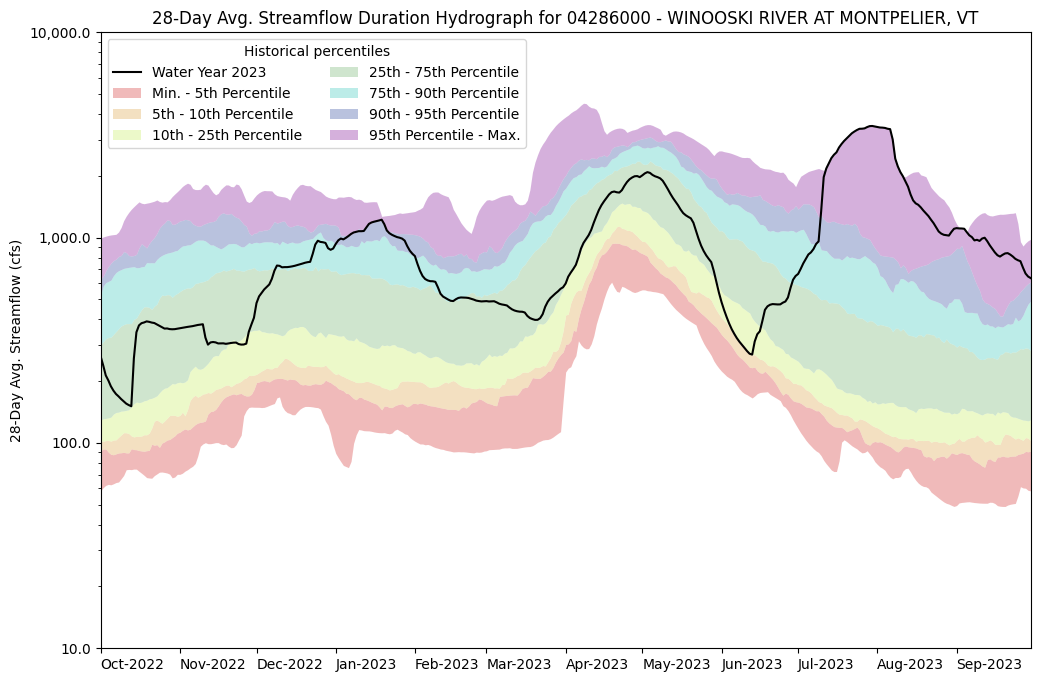 28-Day Avg. Streamflow Duration Hydrograph for 04286000 - WINOOSKI RIVER AT MONTPELIER, VT
Historical percentiles
Water Year 2023
Min. - 5th Percentile
5th - 10th Percentile
10th - 25th Percentile
25th - 75th Percentile
75th - 90th Percentile
90th - 95th Percentile
95th Percentile - Max.
28-Day Avg. Streamflow (cfs)
10,000.0
1,000.0
100.0
10.0
Oct-2022
Nov-2022
Dec-2022
Jan-2023
Feb-2023
Mar-2023
Apr-2023
May-2023
Jun-2023
Jul-2023
Aug-2023
Sep-2023